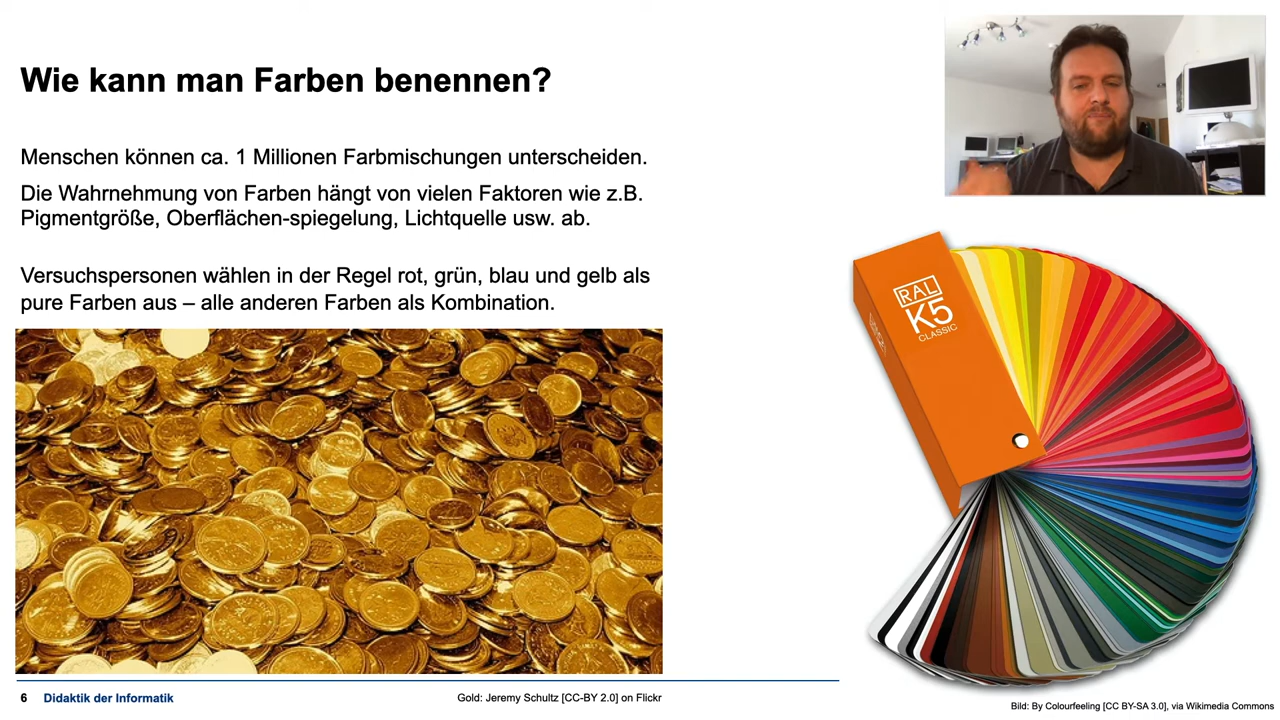 Wie kann man Farben benennen?
Menschen können ca. 1 Millionen Farbmischungen unterscheiden.
Die Wahrnehmung von Farben hängt von vielen Faktoren wie z.B.
Pigmentgröße, Oberflächen-spiegelung, Lichtquelle usw. ab.
Versuchspersonen wählen in der Regel rot, grün, blau und gelb als
pure Farben aus – alle anderen Farben als Kombination.
RAL
K5
CLASSIC
6 Didaktik der Informatik
Gold: Jeremy Schultz [CC-BY 2.0] on Flickr
Bild: By Colourfeeling [CC BY-SA 3.0], via Wikimedia Commons